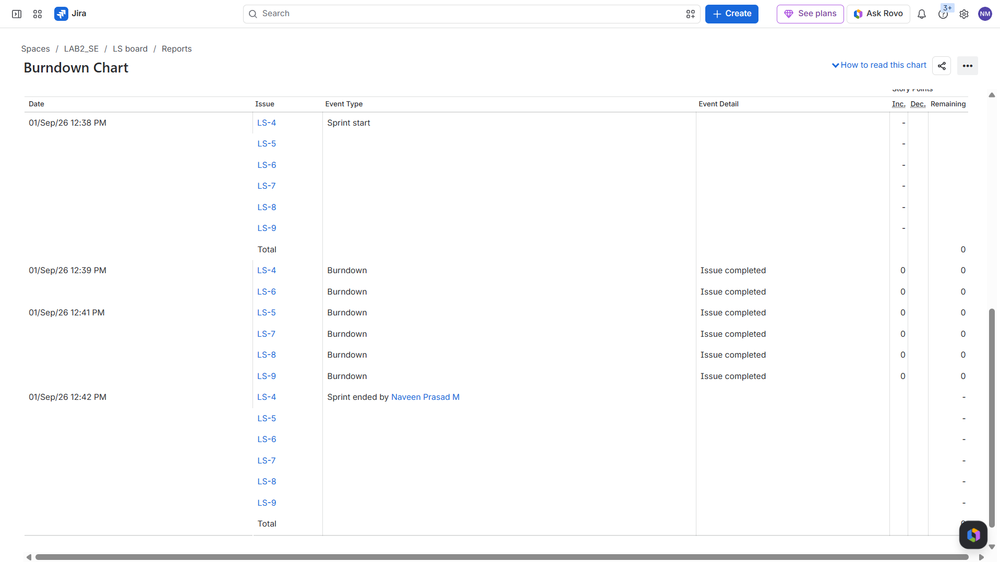 Jira
Search
Create
See plans
Ask Rovo
3+
NM
Spaces / LAB2_SE / LS board / Reports
Burndown Chart
How to read this chart
Story Points
Date Issue Event Type Event Detail Inc. Dec. Remaining
01/Sep/26 12:38 PM LS-4 Sprint start -
LS-5 -
LS-6 -
LS-7 -
LS-8 -
LS-9 -
Total 0
01/Sep/26 12:39 PM LS-4 Burndown Issue completed 0 0
LS-6 Burndown Issue completed 0 0
01/Sep/26 12:41 PM LS-5 Burndown Issue completed 0 0
LS-7 Burndown Issue completed 0 0
LS-8 Burndown Issue completed 0 0
LS-9 Burndown Issue completed 0 0
01/Sep/26 12:42 PM LS-4 Sprint ended by Naveen Prasad M -
LS-5 -
LS-6 -
LS-7 -
LS-8 -
LS-9 -
Total